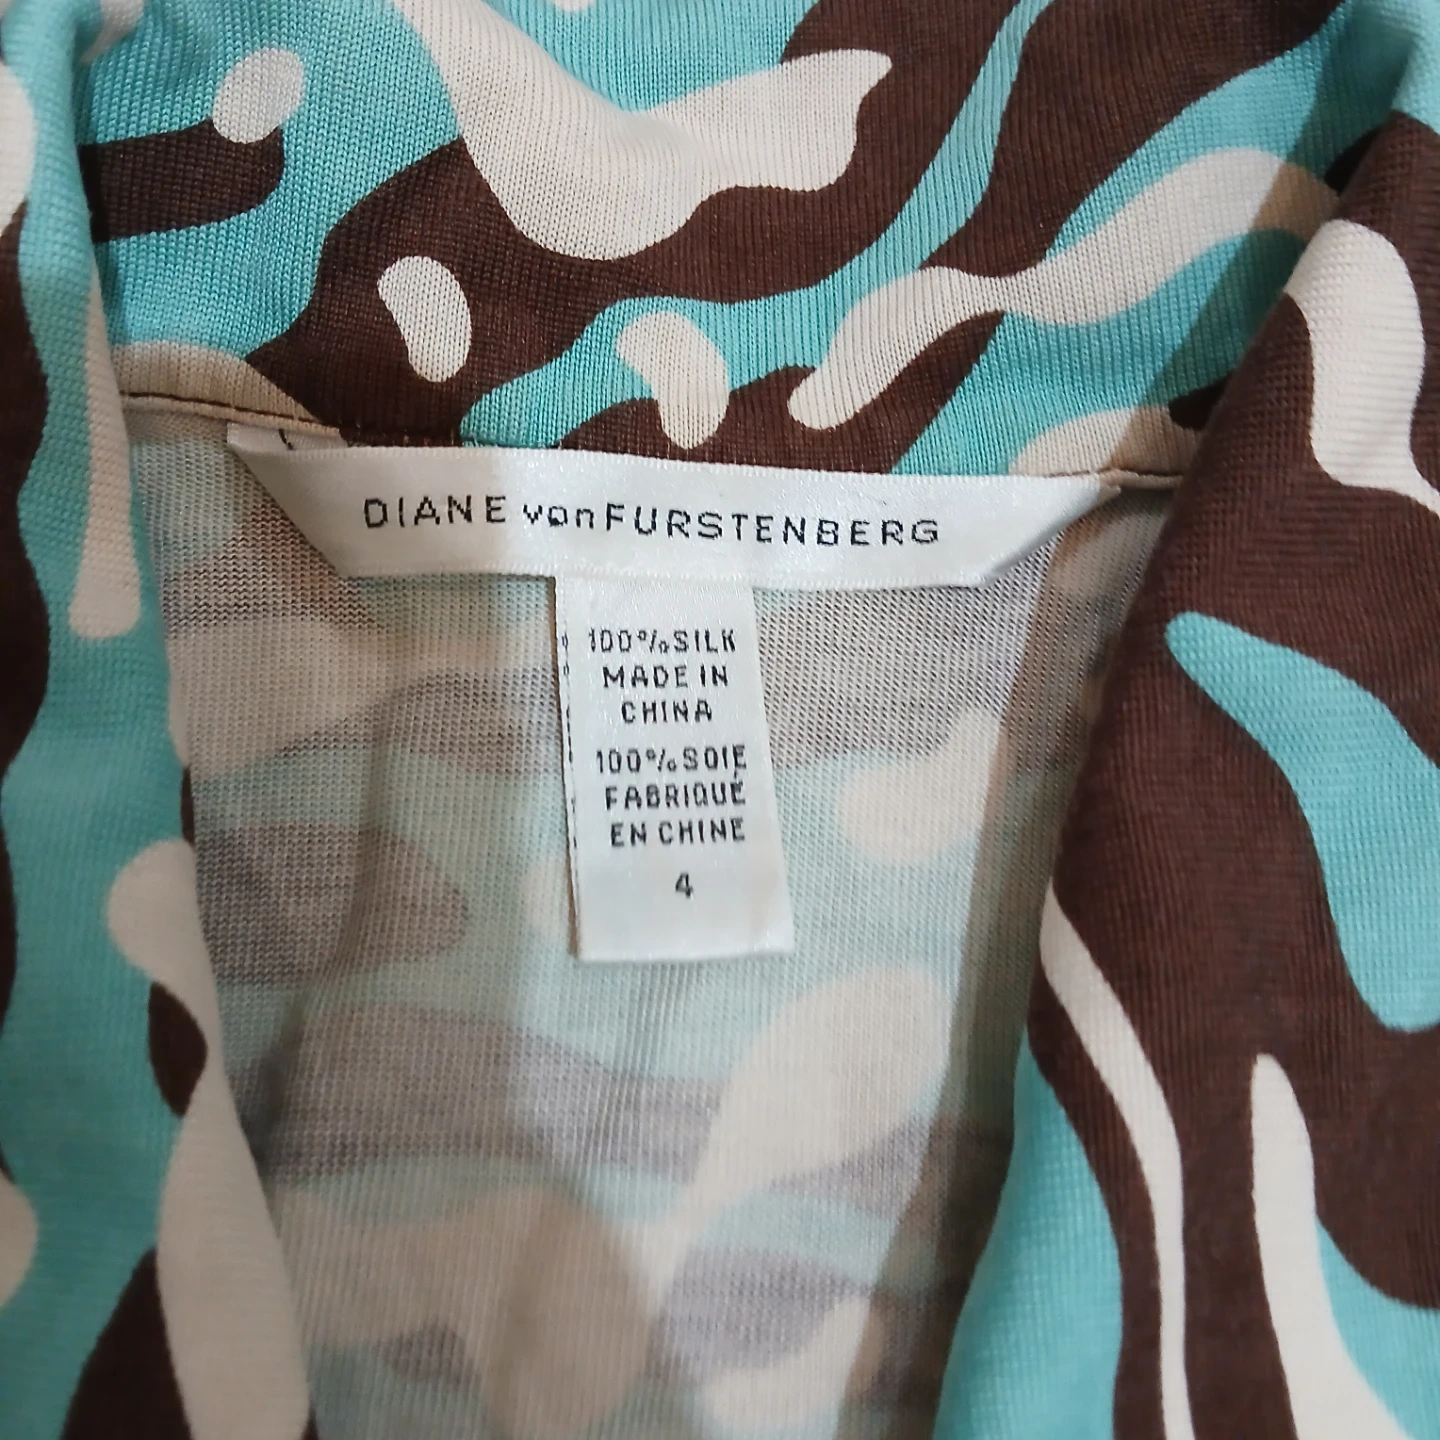 DIANE von FURSTENBERG
100% SILK
MADE IN
CHINA
100% SOIE
FABRIQUÉ
EN CHINE
4